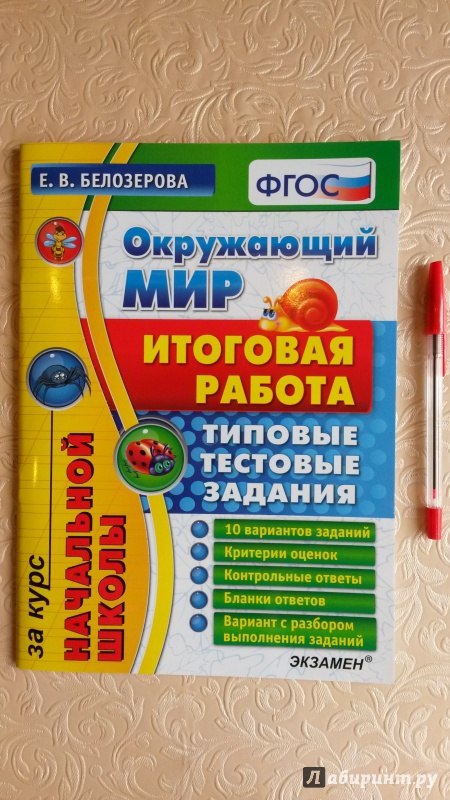 Е. В. БЕЛОЗЕРОВА
ФГОС
Окружающий
МИР
ИТОГОВАЯ
РАБОТА
ТИПОВЫЕ
ТЕСТОВЫЕ
ЗАДАНИЯ
за курс
НАЧАЛЬНОЙ
ШКОЛЫ
10 вариантов заданий
Критерии оценок
Контрольные ответы
Бланки ответов
Вариант с разбором
выполнения заданий
ЭКЗАМЕН®
Лабиринт.ру